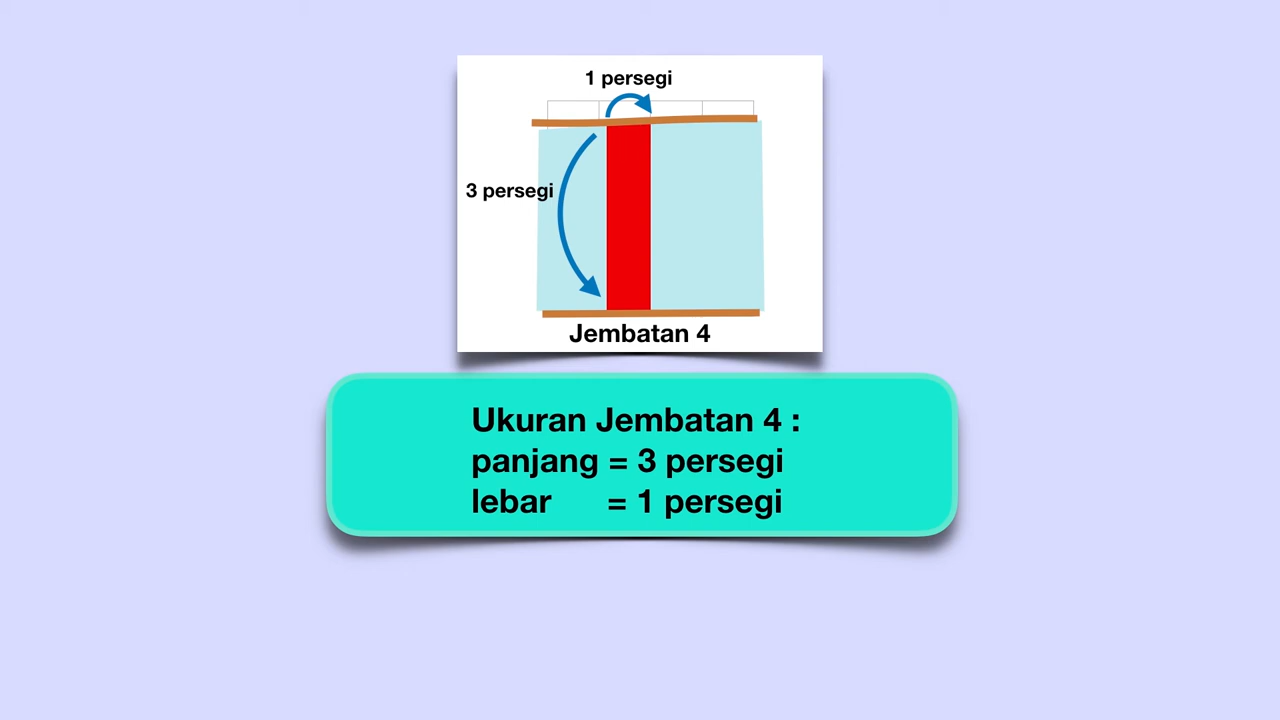 1 persegi
3 persegi
Jembatan 4
Ukuran Jembatan 4 :
panjang = 3 persegi
lebar = 1 persegi